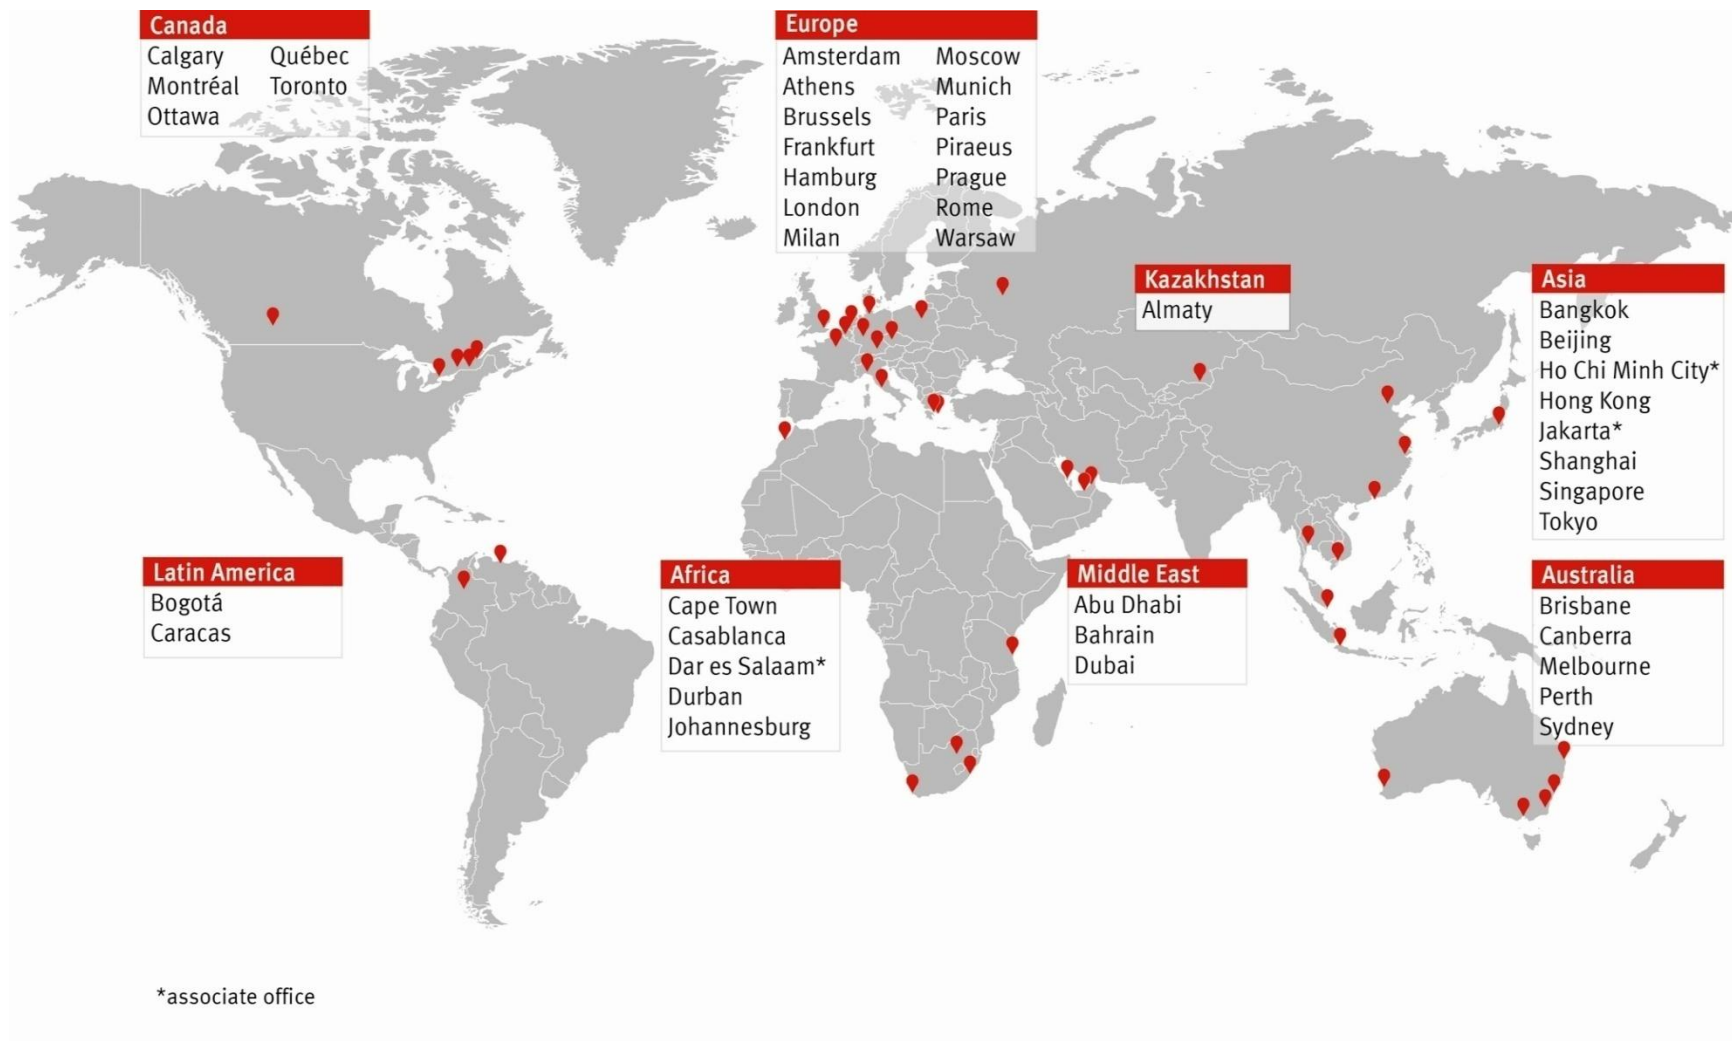 Canada
Calgary
Montréal
Ottawa
Québec
Toronto
Europe
Amsterdam
Athens
Brussels
Frankfurt
Hamburg
London
Milan
Moscow
Munich
Paris
Piraeus
Prague
Rome
Warsaw
Kazakhstan
Almaty
Asia
Bangkok
Beijing
Ho Chi Minh City*
Hong Kong
Jakarta*
Shanghai
Singapore
Tokyo
Latin America
Bogotá
Caracas
Africa
Cape Town
Casablanca
Dar es Salaam*
Durban
Johannesburg
Middle East
Abu Dhabi
Bahrain
Dubai
Australia
Brisbane
Canberra
Melbourne
Perth
Sydney
*associate office